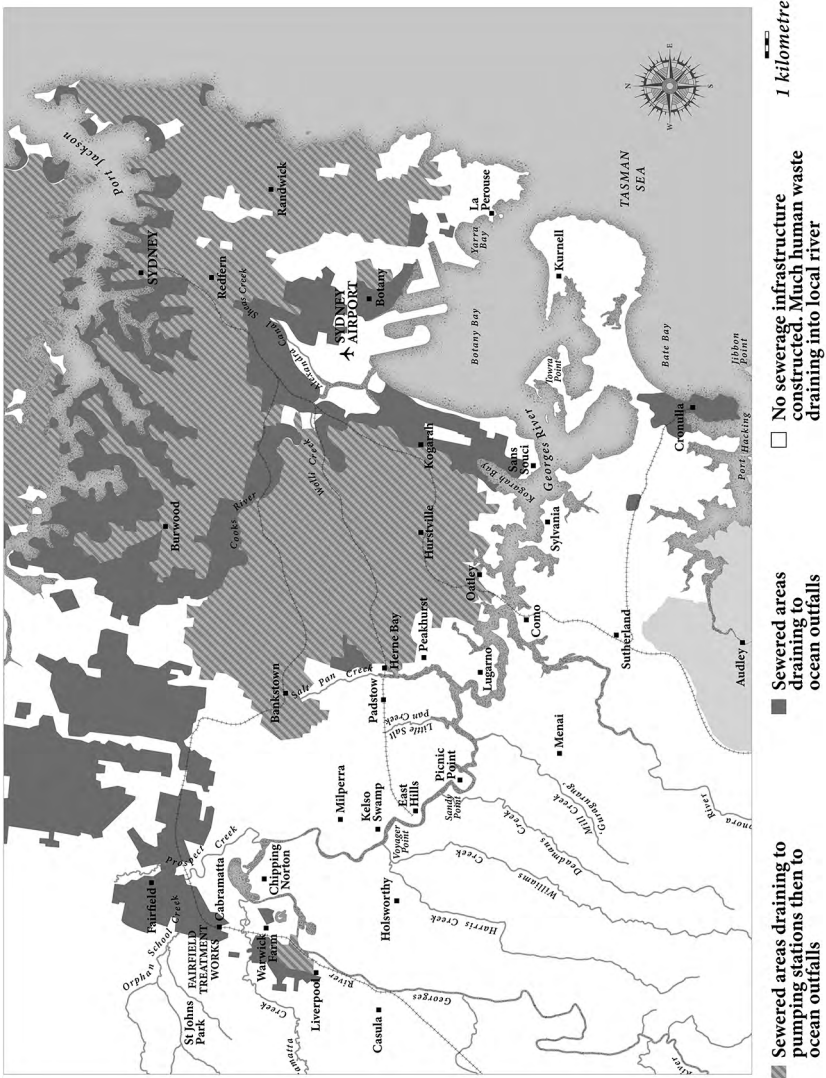 Port Jackson
SYDNEY
Randwick
Redfern
Sheas Creek
Alexandra Canal
SYDNEY
AIRPORT
Botany
La
Perouse
Yarra
Bay
Botany Bay
Kurnell
TASMAN
SEA
Towra
Point
Bate Bay
Jibbon
Point
Cronulla
Port Hacking
N
E
S
W
Burwood
Cooks River
Wolli Creek
Kogarah
Hurstville
Kogarah Bay
Sans
Souci
Georges River
Sylvania
Oatley
Como
Sutherland
Audley
Bankstown
Salt Pan Creek
Herne Bay
Peakhurst
Lugarno
Padstow
Little Salt
Pan Creek
Milperra
Kelso
Swamp
East
Hills
Picnic
Point
Sandy
Point
Voyager
Point
Menai
Mill Creek
Guragurang'
Deadmans Creek
Williams Creek
Harris Creek
onora River
Fairfield
Prospect Creek
Orphan School Creek
Cabramatta
FAIRFIELD
TREATMENT
WORKS
St Johns
Park
Chipping
Norton
Warwick
Farm
Liverpool
amatta Creek
Holsworthy
Casula
Georges River
River
Sewered areas draining to
pumping stations then to
ocean outfalls
Sewered areas
draining to
ocean outfalls
No sewerage infrastructure
constructed. Much human waste
draining into local river
1 kilometre